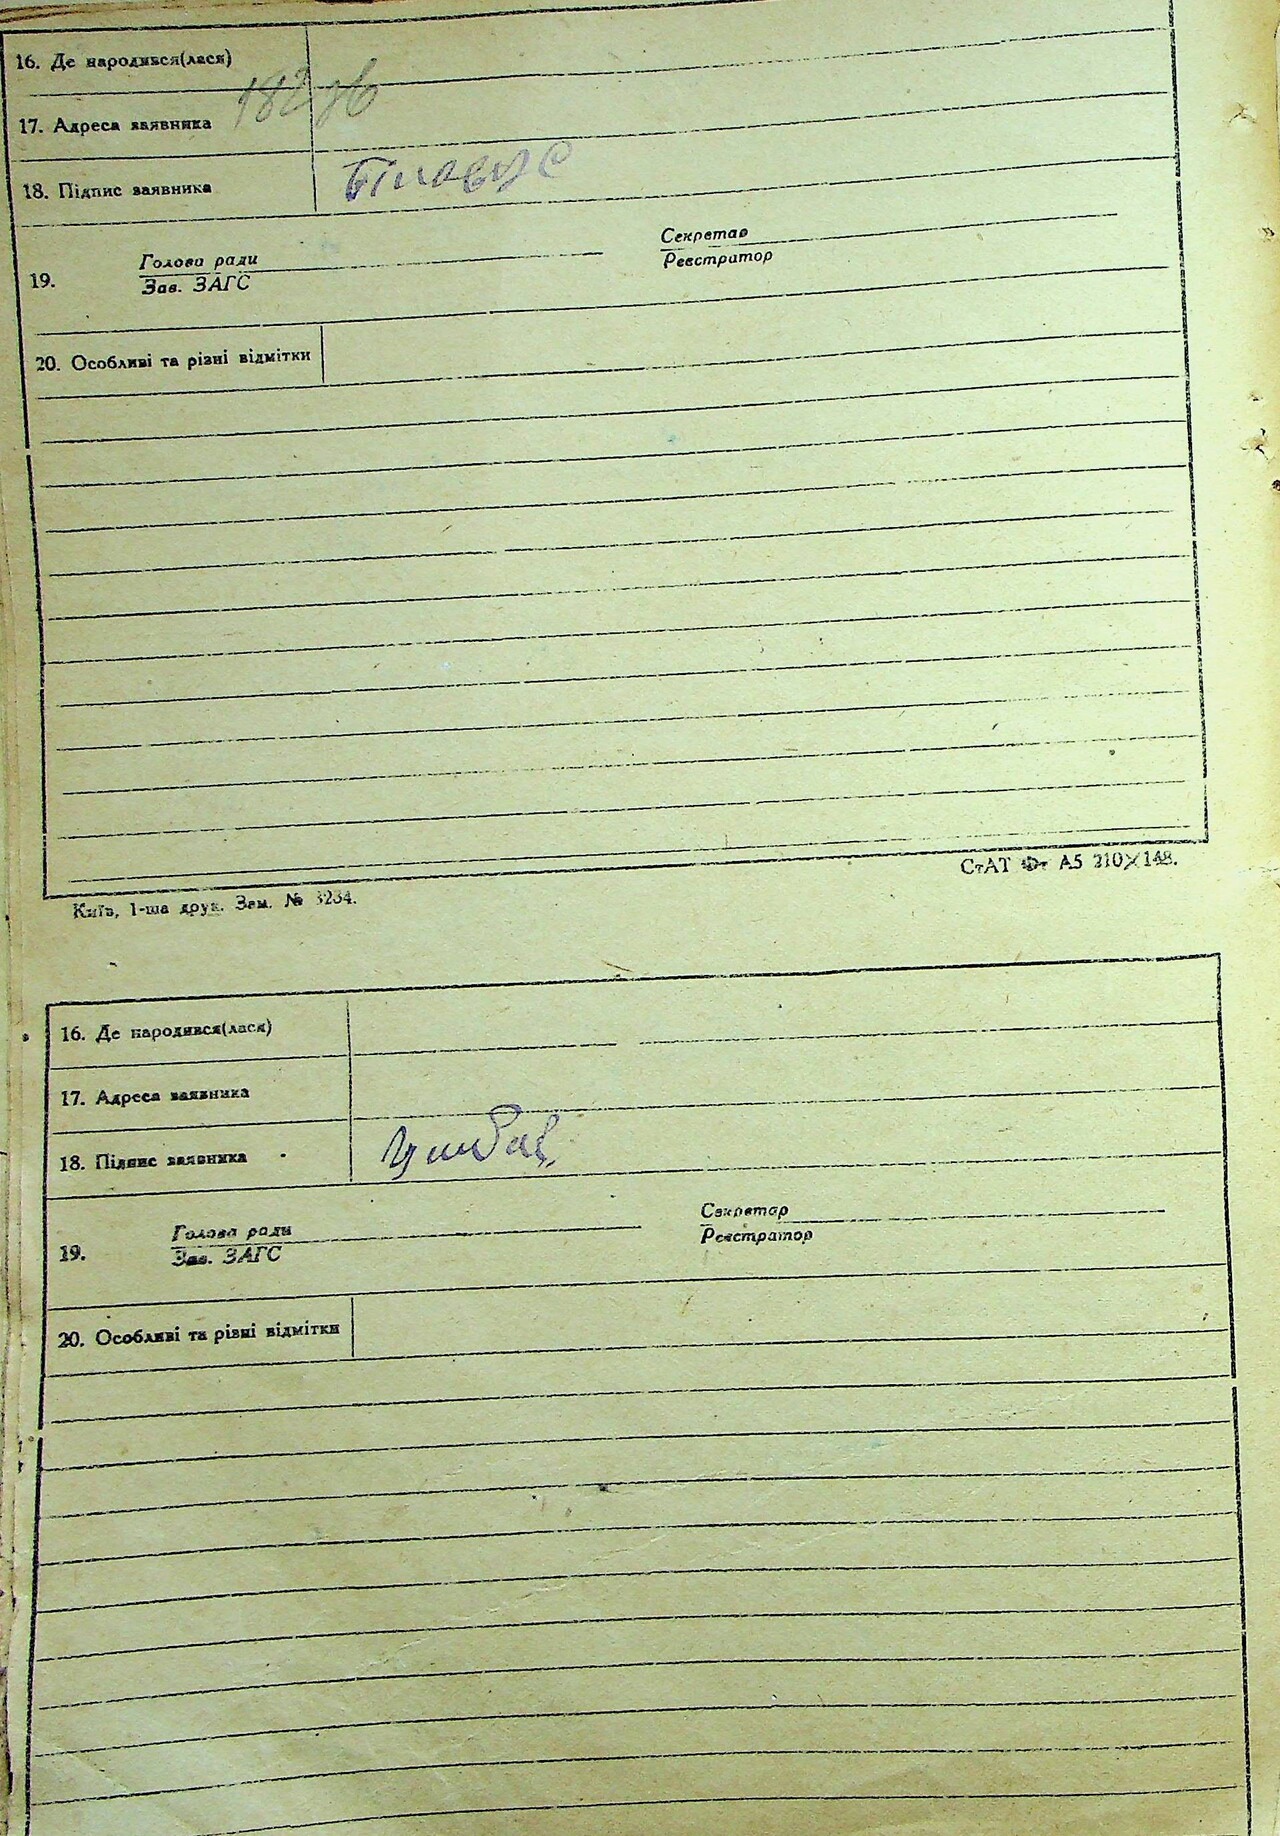 16. Де народився(лася)
17. Адреса заявника
18. Підпис заявника Білоус
19. Голова ради Секретар
Зав. ЗАГС Реєстратор
20. Особливі та різні відмітки
СтАТ Фт А5 210×148.
Київ, 1-ша друк. Зам. № 3234.
16. Де народився(лася)
17. Адреса заявника
18. Підпис заявника
19. Голова ради Секретар
Зав. ЗАГС Реєстратор
20. Особливі та різні відмітки